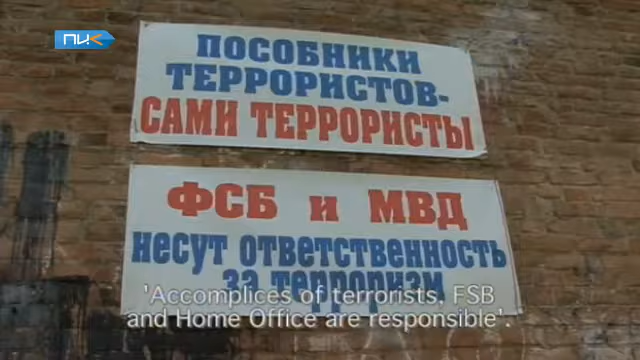 ПИК
ПОСОБНИКИ
ТЕРРОРИСТОВ-
САМИ ТЕРРОРИСТЫ
ФСБ и МВД
несут ответственность
за терроризм
'Accomplices of terrorists, FSB
and Home Office are responsible'.